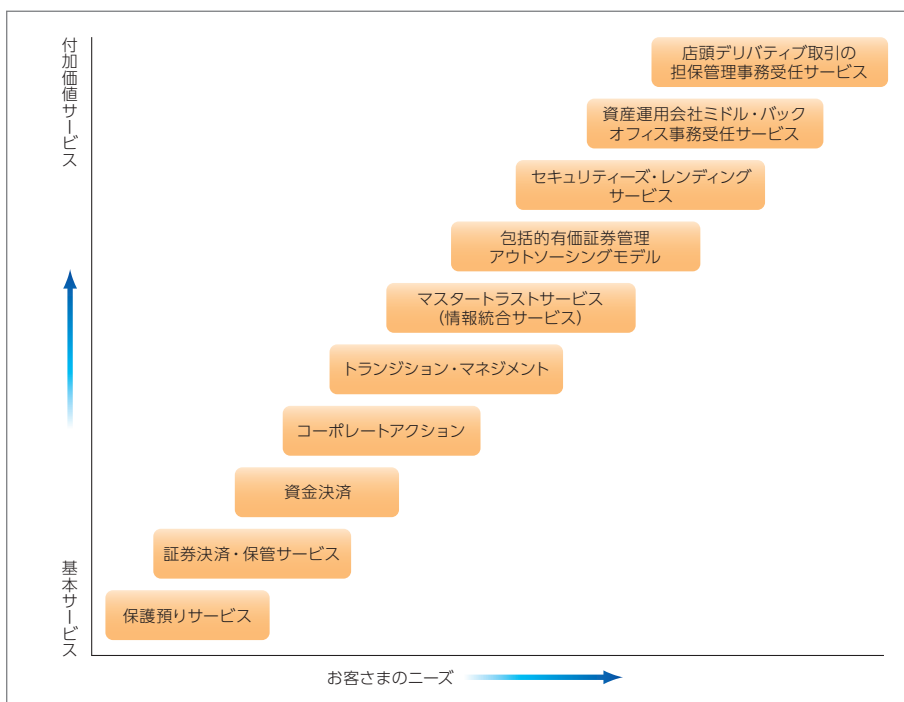 付加価値サービス
店頭デリバティブ取引の
担保管理事務受任サービス
資産運用会社ミドル・バック
オフィス事務受任サービス
セキュリティーズ・レンディング
サービス
包括的有価証券管理
アウトソーシングモデル
マスタートラストサービス
（情報統合サービス）
トランジション・マネジメント
コーポレートアクション
資金決済
証券決済・保管サービス
保護預りサービス
基本サービス
お客さまのニーズ